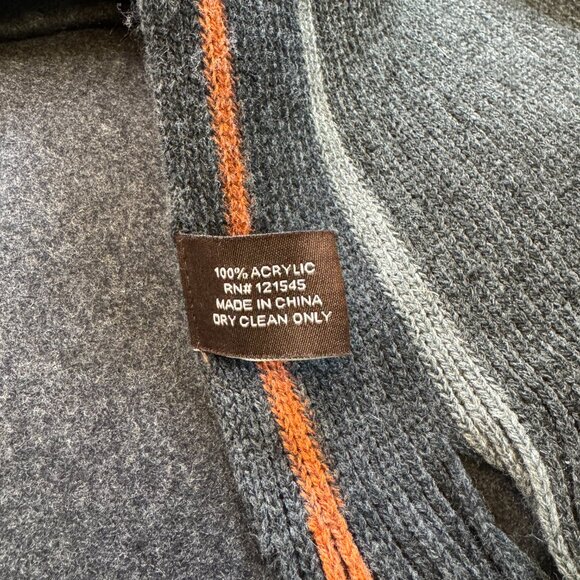 100% ACRYLIC
RN# 121545
MADE IN CHINA
DRY CLEAN ONLY